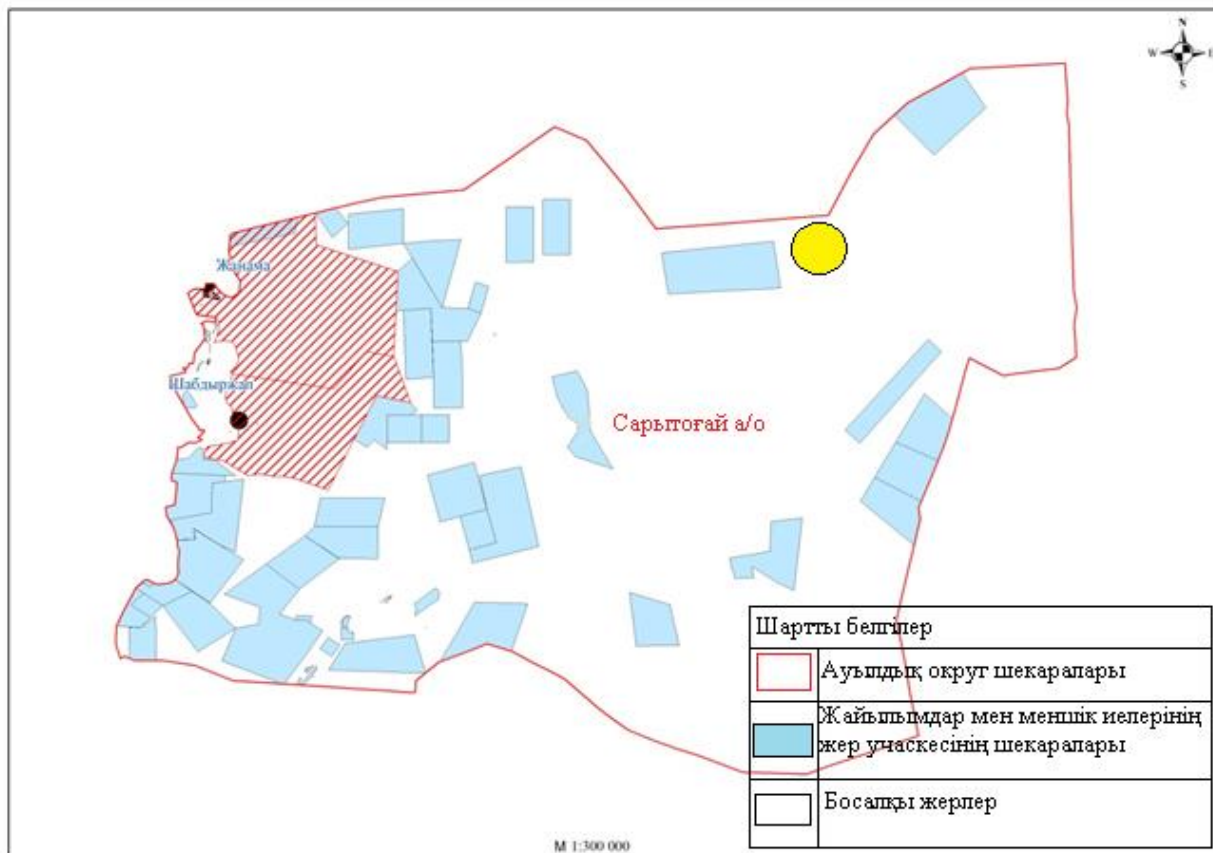 N
W
S
Жанама
Шабдыржап
Сарытоғай а/о
Шартты белгілер
Ауылдық округ шекаралары
Жайылымдар мен меншік иелерінің
жер учаскесінің шекаралары
Босалқы жерлер
М 1:300 000